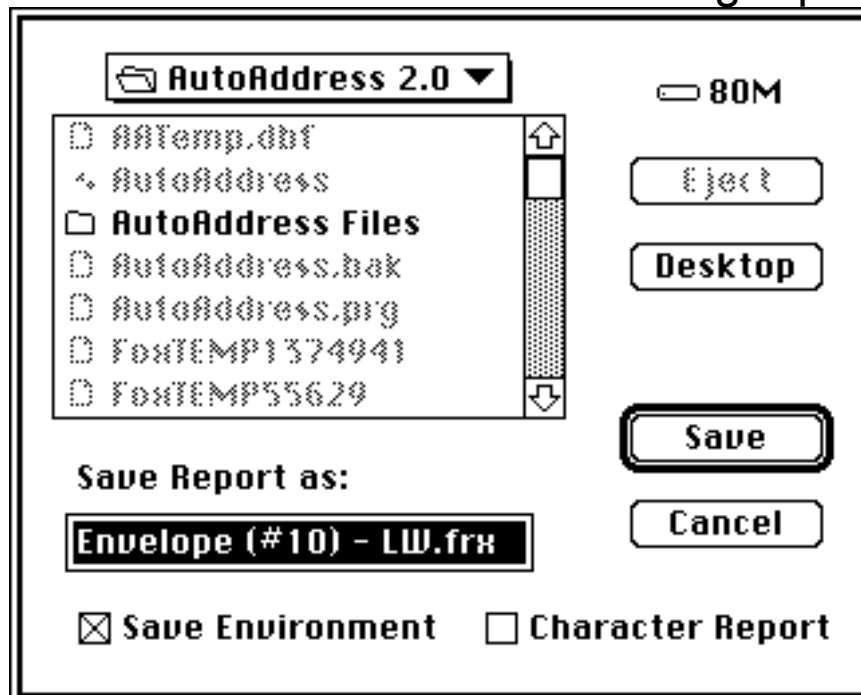 AutoAddress 2.0
80M
AATemp.dbf
AutoAddress
AutoAddress Files
AutoAddress.bak
AutoAddress.prg
FoxTEMP1374941
FoxTEMP55629
Eject
Desktop
Save
Cancel
Save Report as:
Envelope (#10) - LW.frx
Save Environment
Character Report